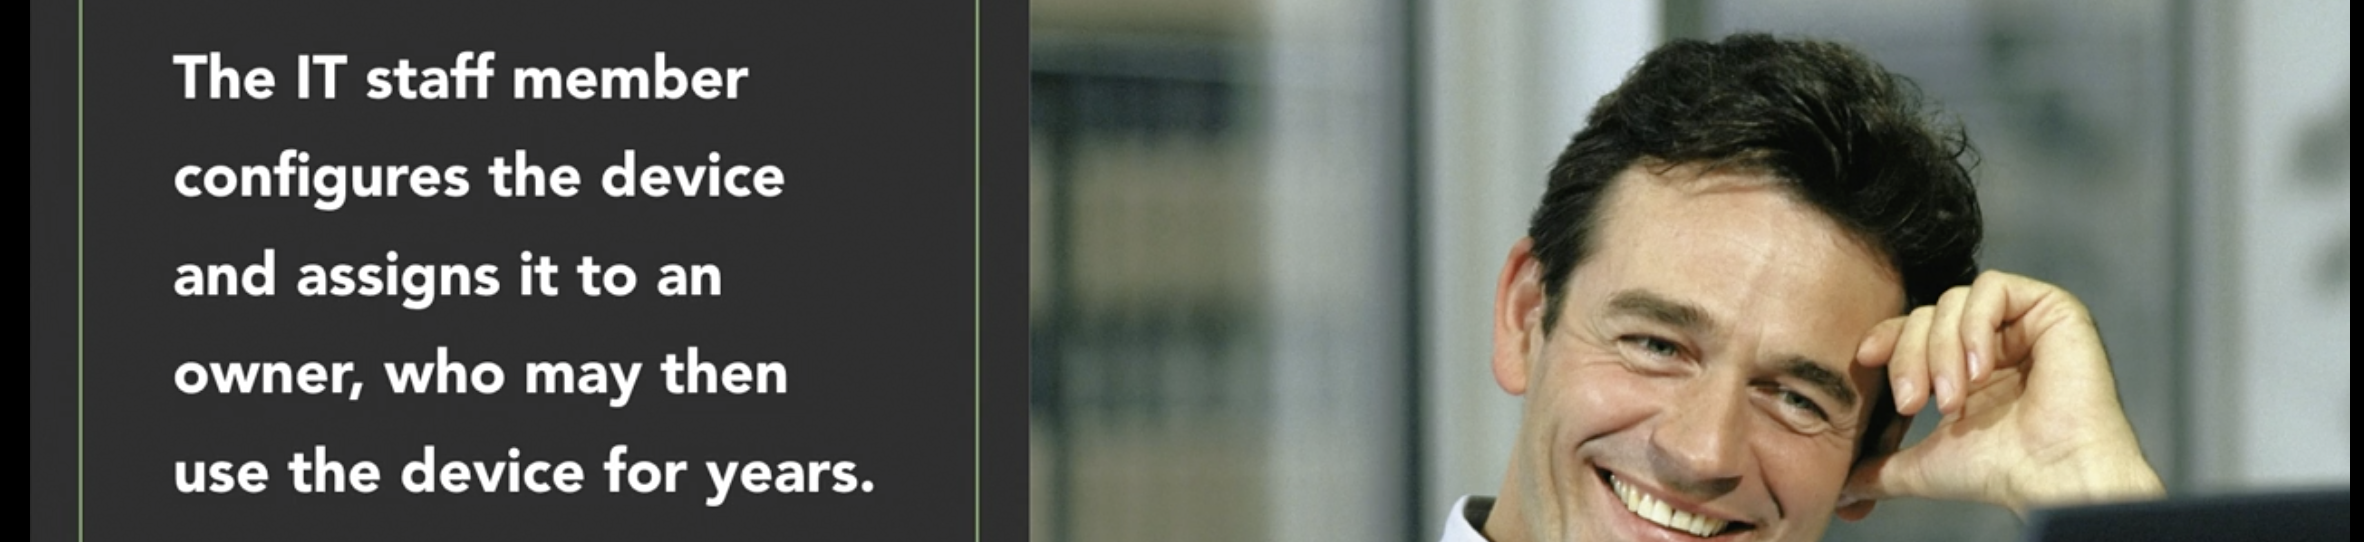 The IT staff member
configures the device
and assigns it to an
owner, who may then
use the device for years.